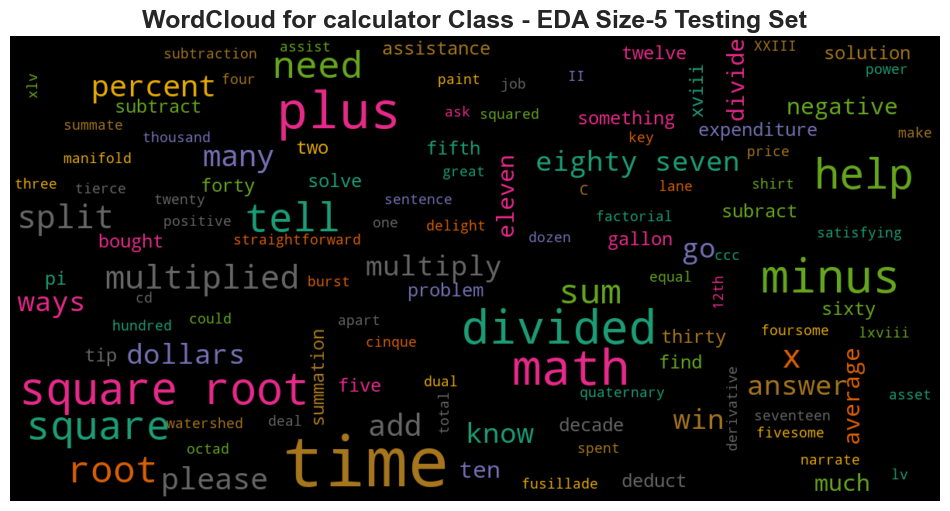 WordCloud for calculator Class - EDA Size-5 Testing Set
subtraction
assist
assistance
twelve
XXIII
solution
need
xlv
percent
four
paint
job
II
xviii
divide
power
subtract
plus
ask
squared
something
negative
summate
thousand
expenditure
make
manifold
many
two
fifth
key
price
eighty seven
help
three
tierce
forty
solve
great
eleven
C
lane
shirt
twenty
sentence
split
positive
tell
one
delight
factorial
subract
bought
straightforward
dozen
gallon
go
satisfying
ccc
pi
multiplied
burst
multiply
equal
12th
minus
ways
cd
problem
sum
sixty
hundred
could
apart
divided
thirty
foursome
lxviii
tip
dollars
summation
cinque
math
find
x
average
square root
five
dual
quaternary
answer
asset
square
watershed
deal
add
total
know
decade
win
derivative
seventeen
fivesome
octad
time
spent
root
please
ten
fusillade
deduct
narrate
much
lv